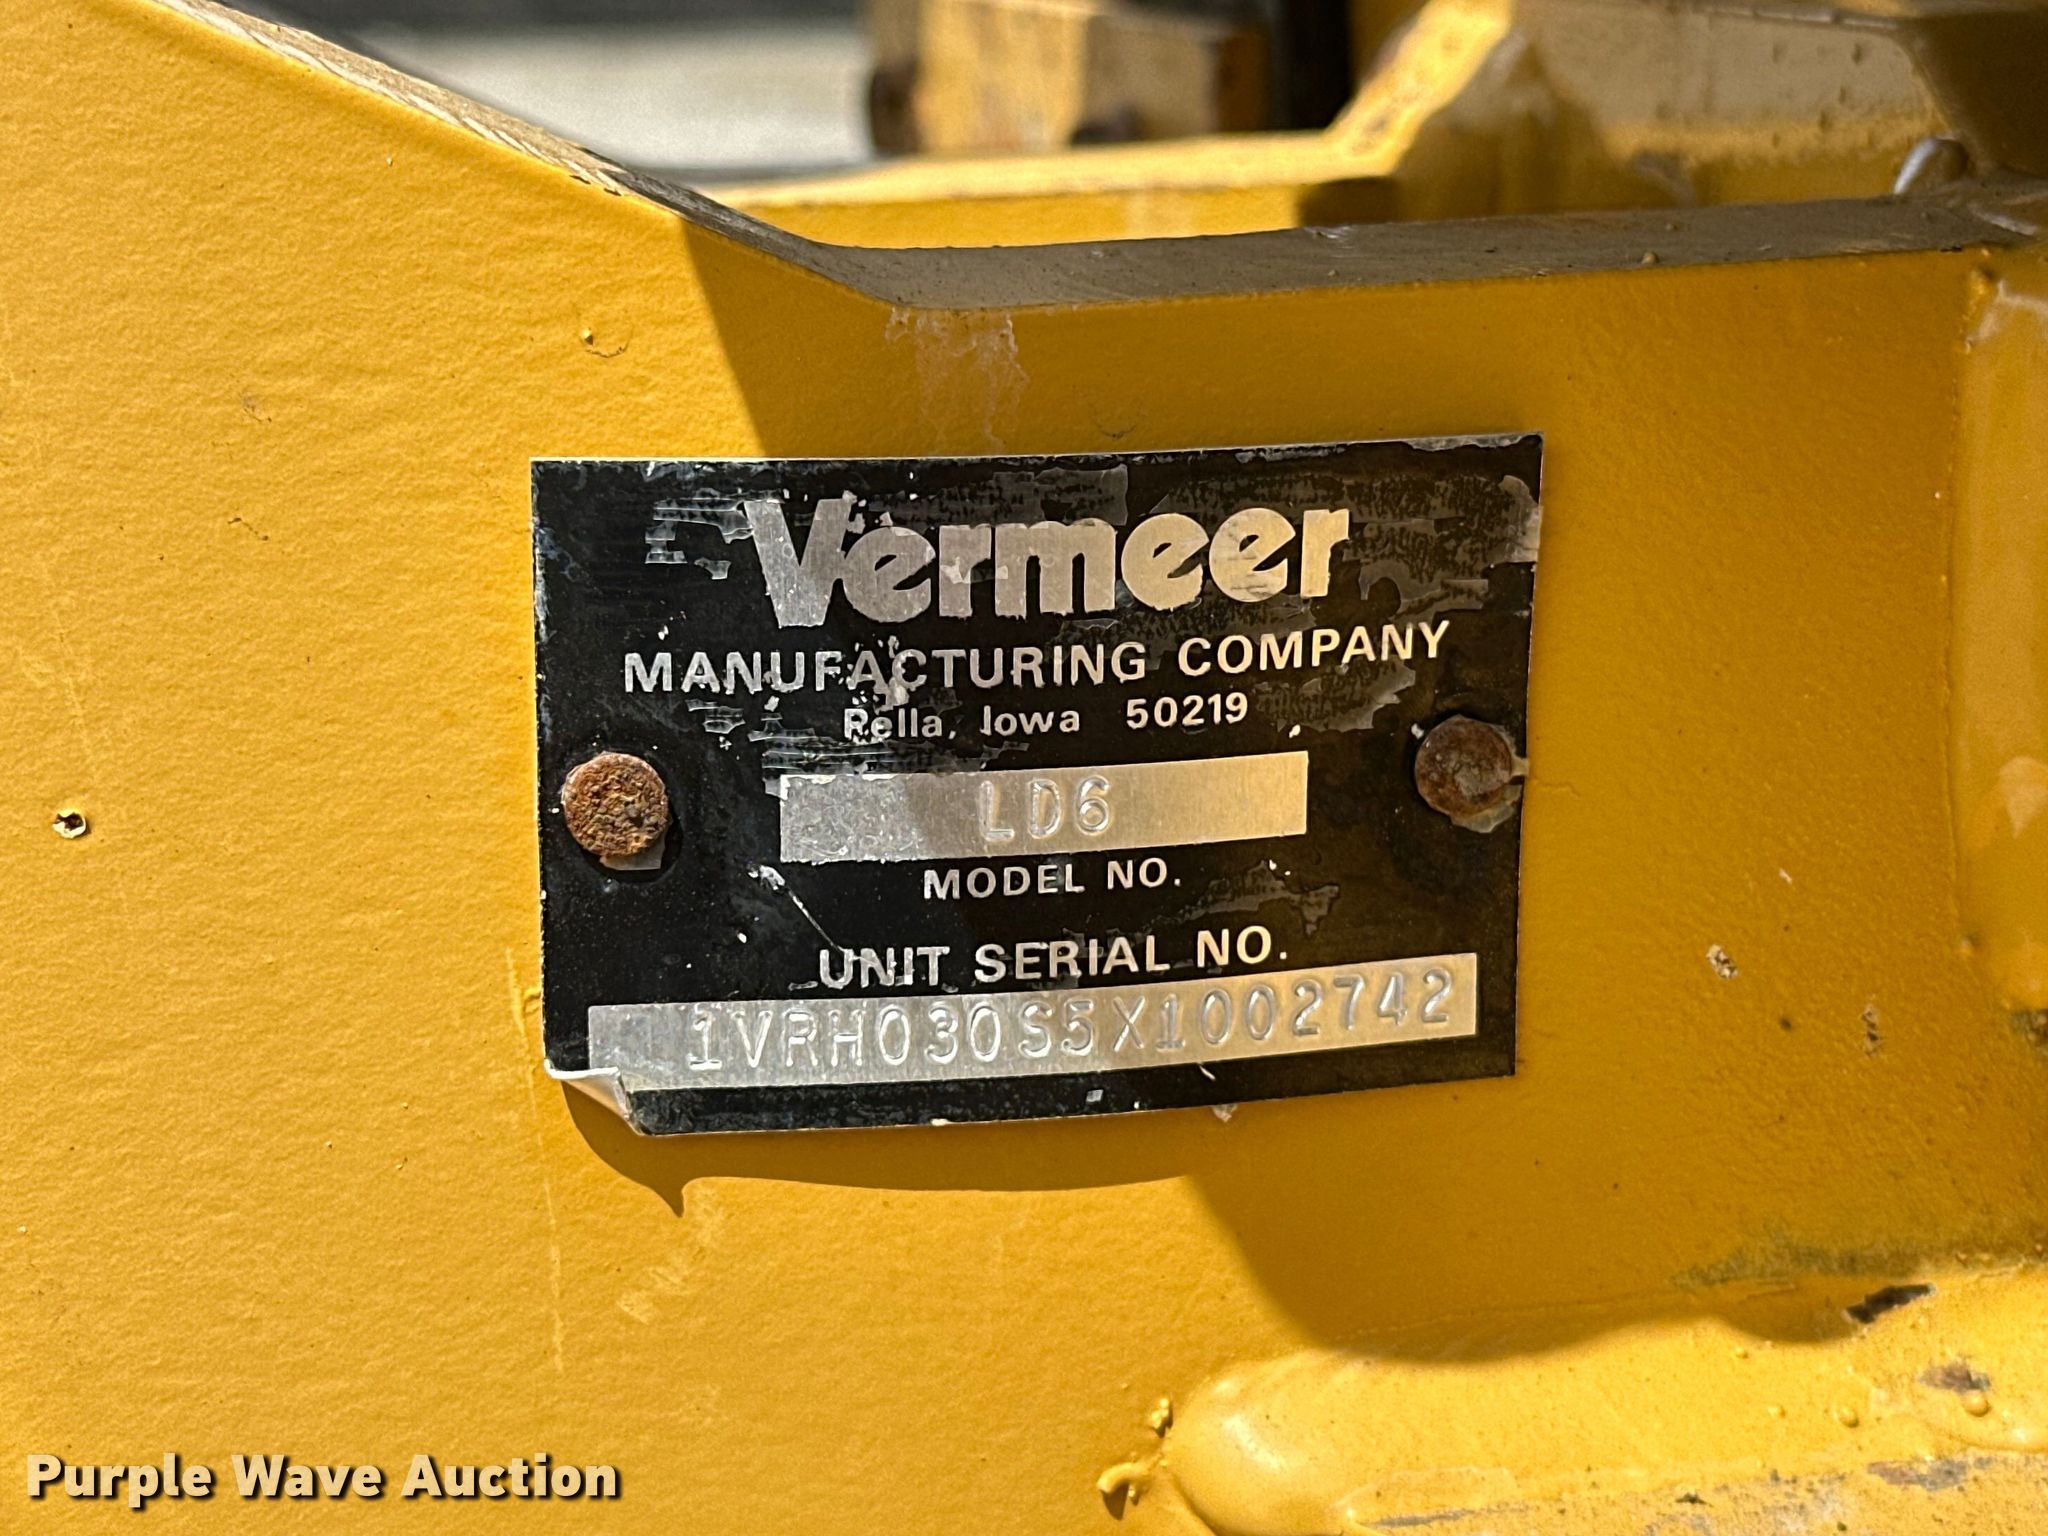 Vermeer
MANUFACTURING COMPANY
Pella, Iowa 50219
LD6
MODEL NO.
UNIT SERIAL NO.
1VRH030S5X1002742
Purple Wave Auction